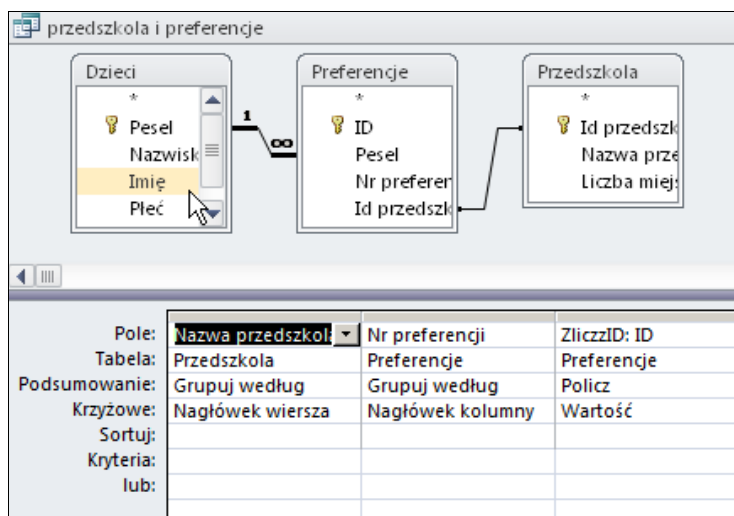 przedszkola i preferencje
Dzieci Preferencje Przedszkola
* * *
Pesel ID Id przedszk
Nazwisk Pesel Nazwa prze
Imię Nr preferen Liczba miejs
Płeć Id przedszk
1 ∞
Pole: Nazwa przedszkola Nr preferencji ZliczzID: ID
Tabela: Przedszkola Preferencje Preferencje
Podsumowanie: Grupuj według Grupuj według Policz
Krzyżowe: Nagłówek wiersza Nagłówek kolumny Wartość
Sortuj:
Kryteria:
lub: